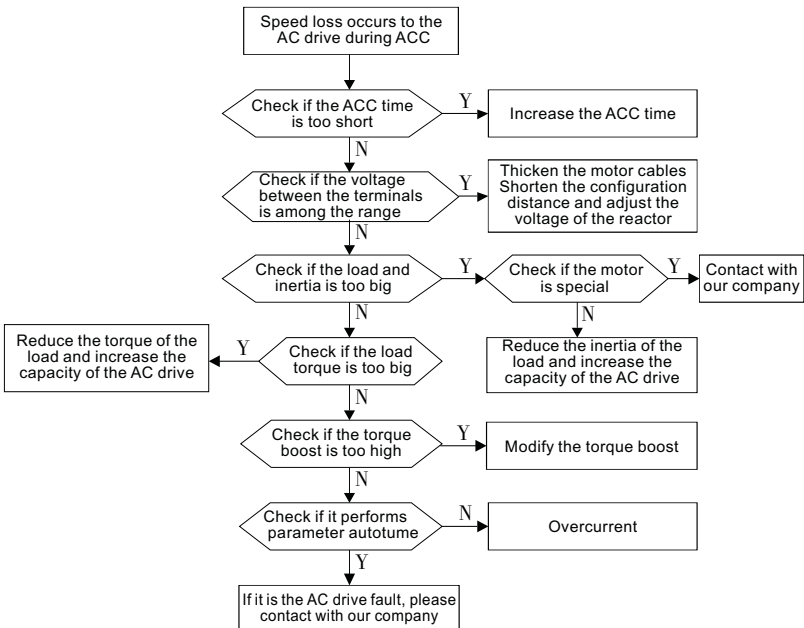 Speed loss occurs to the
AC drive during ACC
Check if the ACC time
is too short
Y
Increase the ACC time
N
Check if the voltage
between the terminals
is among the range
Y
Thicken the motor cables
Shorten the configuration
distance and adjust the
voltage of the reactor
N
Check if the load and
inertia is too big
Y
Check if the motor
is special
Y
Contact with
our company
N
Reduce the inertia of the
load and increase the
capacity of the AC drive
N
Check if the load
torque is too big
Y
Reduce the torque of the
load and increase the
capacity of the AC drive
N
Check if the torque
boost is too high
Y
Modify the torque boost
N
Check if it performs
parameter autotume
N
Overcurrent
Y
If it is the AC drive fault, please
contact with our company